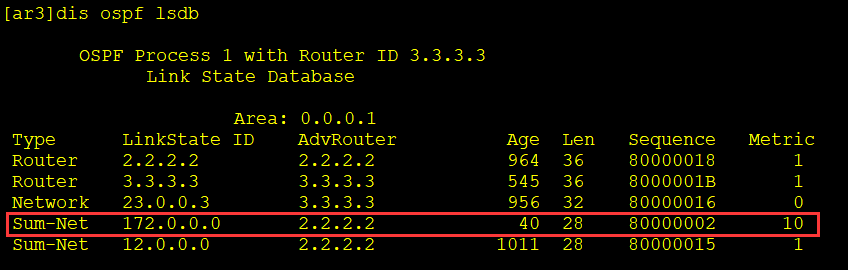 [ar3]dis ospf lsdb
OSPF Process 1 with Router ID 3.3.3.3
Link State Database
Area: 0.0.0.1
Type LinkState ID AdvRouter Age Len Sequence Metric
Router 2.2.2.2 2.2.2.2 964 36 80000018 1
Router 3.3.3.3 3.3.3.3 545 36 8000001B 1
Network 23.0.0.3 3.3.3.3 956 32 80000016 0
Sum-Net 172.0.0.0 2.2.2.2 40 28 80000002 10
Sum-Net 12.0.0.0 2.2.2.2 1011 28 80000015 1